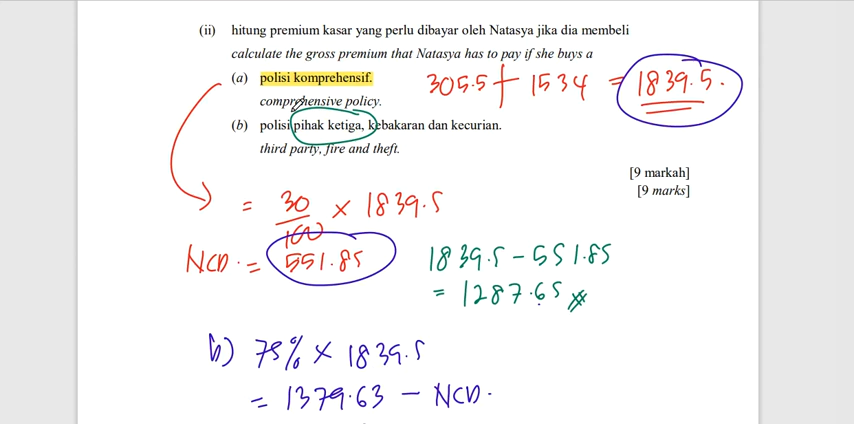 (ii) hitung premium kasar yang perlu dibayar oleh Natasya jika dia membeli
calculate the gross premium that Natasya has to pay if she buys a
(a) polisi komprehensif.
305.5 + 1534 = 1839.5.
comprehensive policy.
(b) polisi pihak ketiga, kebakaran dan kecurian.
third party, fire and theft.
[9 markah]
[9 marks]
= 30/100 × 1839.5
NCD. = 551.85
1839.5 - 551.85
= 1287.65
b) 75% × 1839.5
= 1379.63 - NCD.